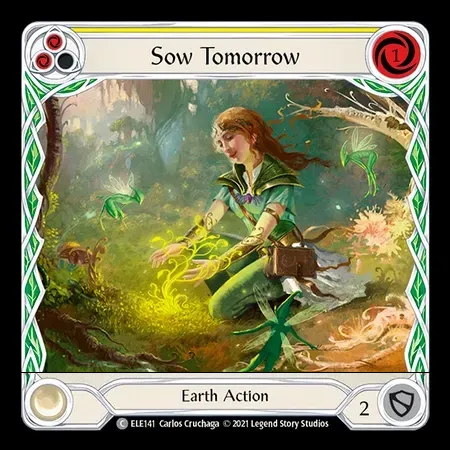 Sow Tomorrow
1
Earth Action
2
C ELE141 Carlos Cruchaga © 2021 Legend Story Studios